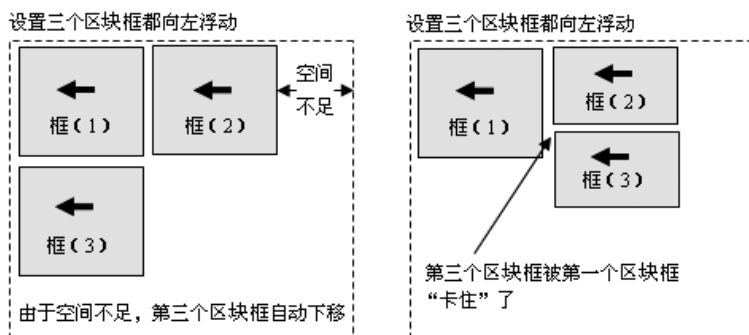 设置三个区块框都向左浮动
框(1)
框(2)
空间
不足
框(3)
由于空间不足，第三个区块框自动下移
设置三个区块框都向左浮动
框(1)
框(2)
框(3)
第三个区块框被第一个区块框
“卡住”了